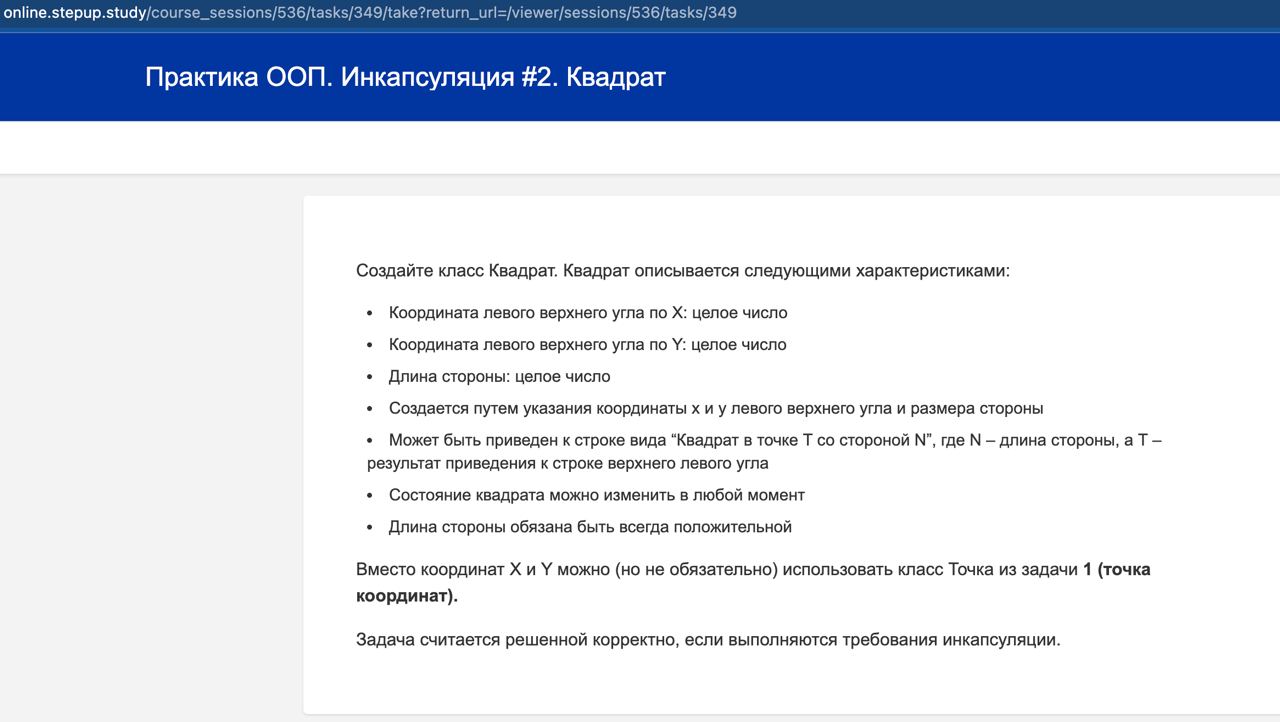 online.stepup.study/course_sessions/536/tasks/349/take?return_url=/viewer/sessions/536/tasks/349
Практика ООП. Инкапсуляция #2. Квадрат
Создайте класс Квадрат. Квадрат описывается следующими характеристиками:
• Координата левого верхнего угла по X: целое число
• Координата левого верхнего угла по Y: целое число
• Длина стороны: целое число
• Создается путем указания координаты x и y левого верхнего угла и размера стороны
• Может быть приведен к строке вида “Квадрат в точке T со стороной N”, где N – длина стороны, а T –
результат приведения к строке верхнего левого угла
• Состояние квадрата можно изменить в любой момент
• Длина стороны обязана быть всегда положительной
Вместо координат X и Y можно (но не обязательно) использовать класс Точка из задачи 1 (точка
координат).
Задача считается решенной корректно, если выполняются требования инкапсуляции.